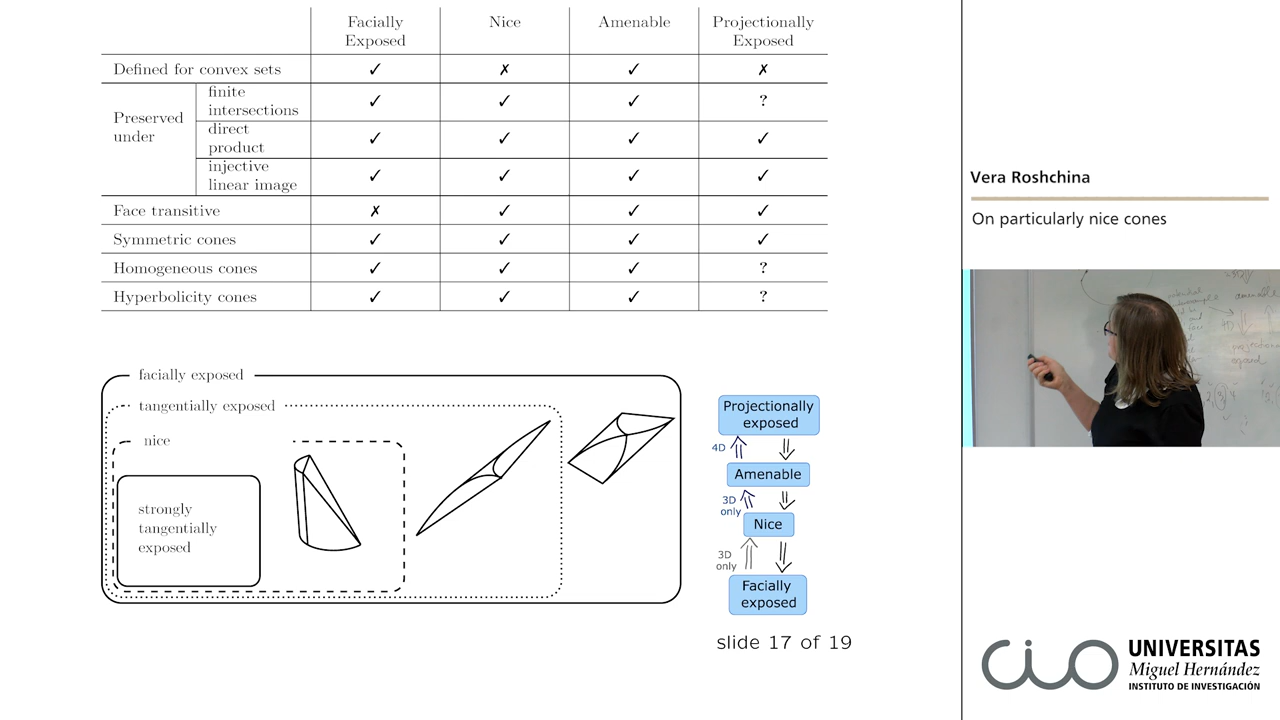 Facially Exposed Nice Amenable Projectionally Exposed
Defined for convex sets ✓ ✗ ✓ ✗
Preserved under
finite intersections ✓ ✓ ✓ ?
direct product ✓ ✓ ✓ ✓
injective linear image ✓ ✓ ✓ ✓
Face transitive ✗ ✓ ✓ ✓
Symmetric cones ✓ ✓ ✓ ✓
Homogeneous cones ✓ ✓ ✓ ?
Hyperbolicity cones ✓ ✓ ✓ ?
facially exposed
tangentially exposed
nice
strongly
tangentially
exposed
Projectionally
exposed
4D
Amenable
3D
only
Nice
3D
only
Facially
exposed
slide 17 of 19
Vera Roshchina
On particularly nice cones
amenable
4D
cio
UNIVERSITAS
Miguel Hernández
INSTITUTO DE INVESTIGACIÓN